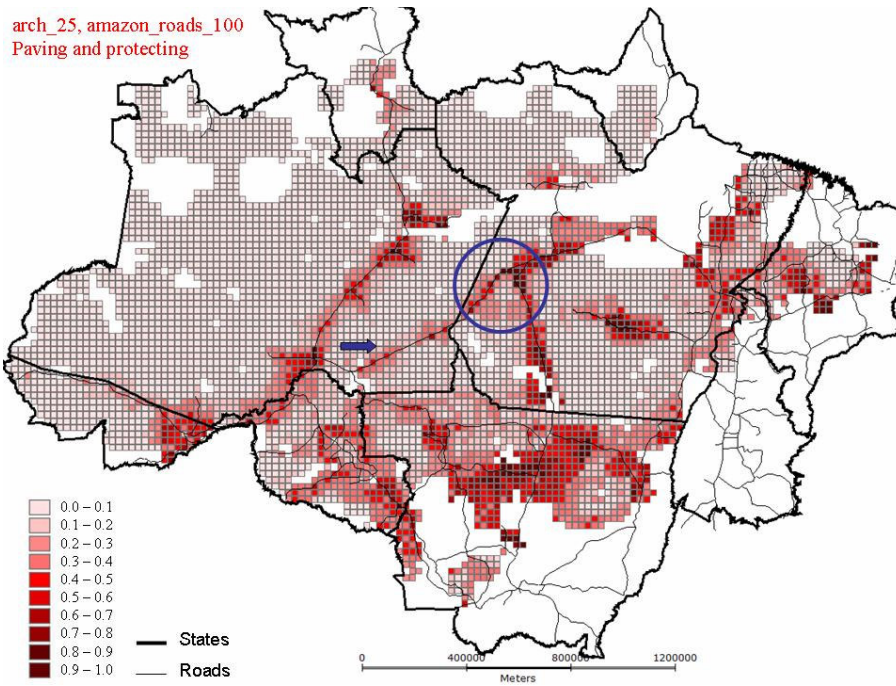 arch_25, amazon_roads_100
Paving and protecting
0.0 – 0.1
0.1 – 0.2
0.2 – 0.3
0.3 – 0.4
0.4 – 0.5
0.5 – 0.6
0.6 – 0.7
0.7 – 0.8
0.8 – 0.9
0.9 – 1.0
States
Roads
0 400000 800000 1200000
Meters